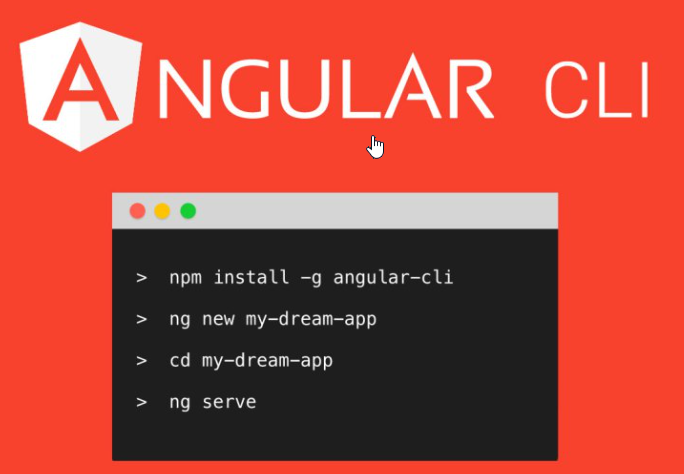 ANGULAR CLI
> npm install -g angular-cli
> ng new my-dream-app
> cd my-dream-app
> ng serve